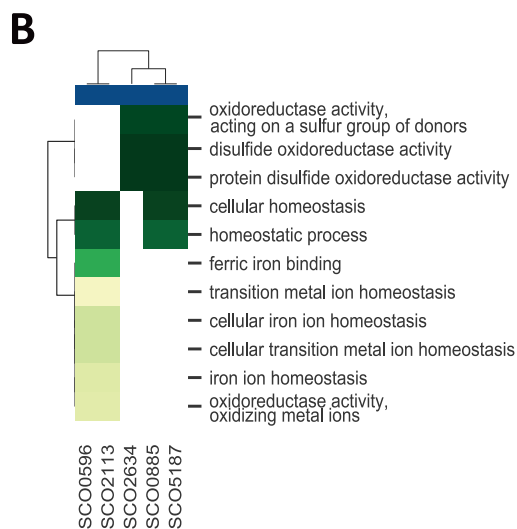 B
oxidoreductase activity,
acting on a sulfur group of donors
disulfide oxidoreductase activity
protein disulfide oxidoreductase activity
cellular homeostasis
homeostatic process
ferric iron binding
transition metal ion homeostasis
cellular iron ion homeostasis
cellular transition metal ion homeostasis
iron ion homeostasis
oxidoreductase activity,
oxidizing metal ions
SCO0596
SCO2113
SCO2634
SCO0885
SCO5187